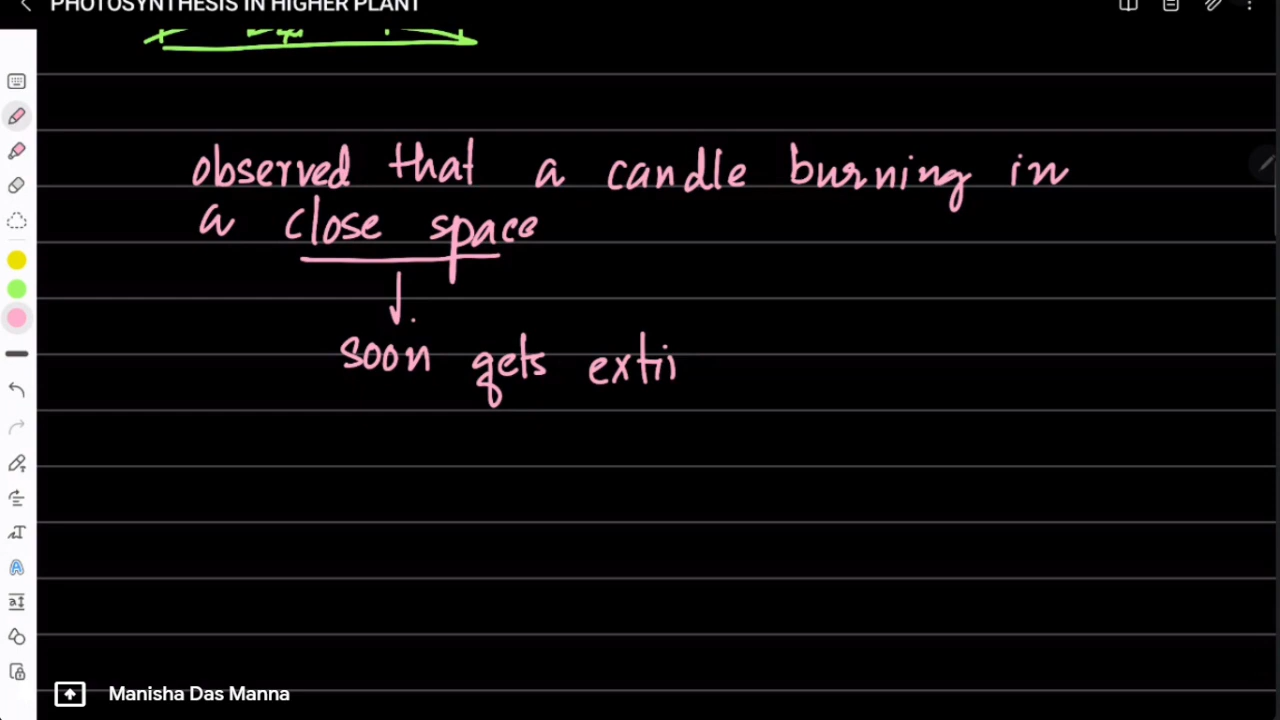 PHOTOSYNTHESIS IN HIGHER PLANT
observed that a candle burning in
a close space
soon gets exti
Manisha Das Manna